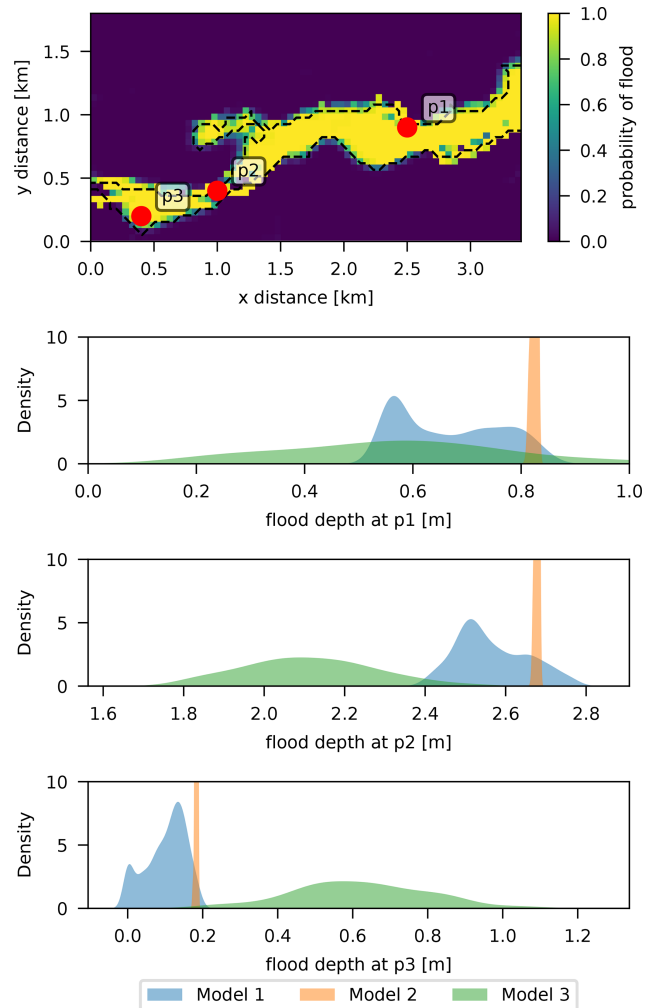 y distance [km]
1.5
1.0
0.5
0.0
p1
p2
p3
0.0 0.5 1.0 1.5 2.0 2.5 3.0
x distance [km]
1.0
0.8
0.6
0.4
0.2
0.0
probability of flood
Density
10
5
0
0.0 0.2 0.4 0.6 0.8 1.0
flood depth at p1 [m]
Density
10
5
0
1.6 1.8 2.0 2.2 2.4 2.6 2.8
flood depth at p2 [m]
Density
10
5
0
0.0 0.2 0.4 0.6 0.8 1.0 1.2
flood depth at p3 [m]
Model 1 Model 2 Model 3